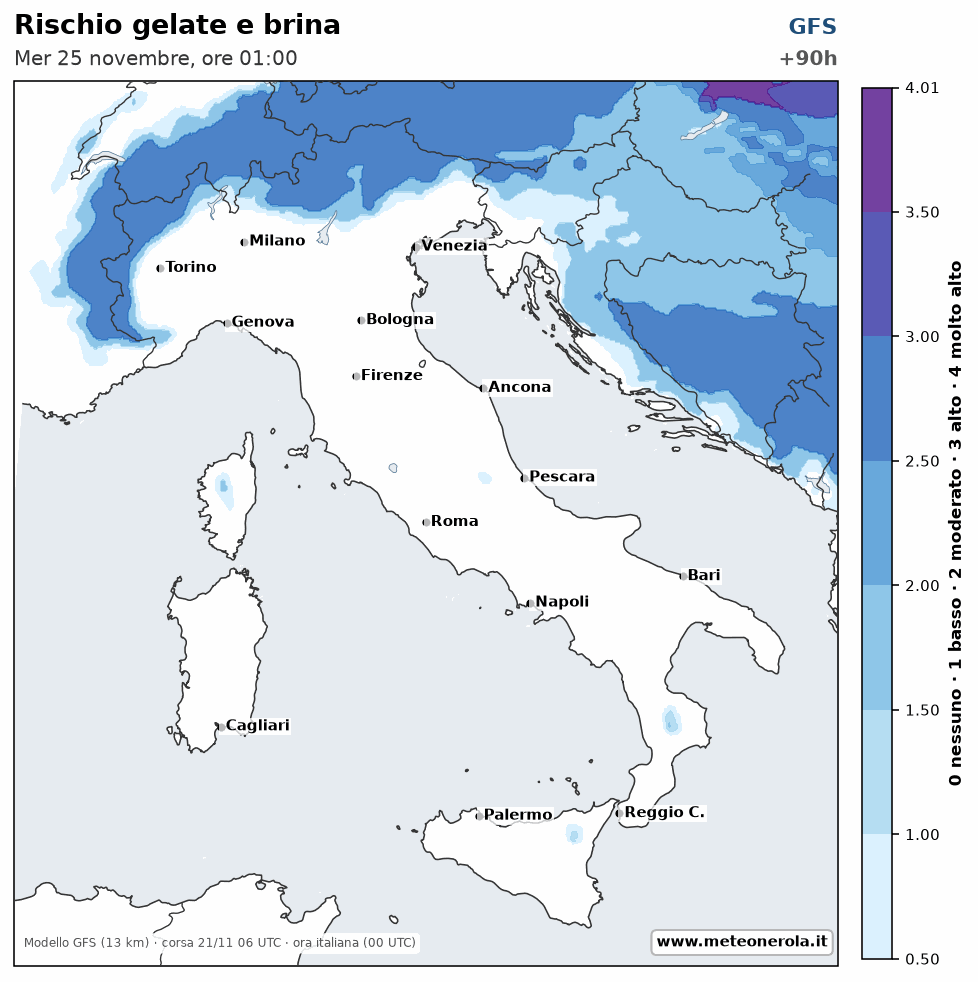 Rischio gelate e brina
GFS
Mer 25 novembre, ore 01:00
+90h
4.01
3.50
3.00
2.50
2.00
1.50
1.00
0.50
0 nessuno · 1 basso · 2 moderato · 3 alto · 4 molto alto
Milano
Venezia
Torino
Genova
Bologna
Firenze
Ancona
Pescara
Roma
Bari
Napoli
Cagliari
Palermo
Reggio C.
Modello GFS (13 km) · corsa 21/11 06 UTC · ora italiana (00 UTC)
www.meteonerola.it